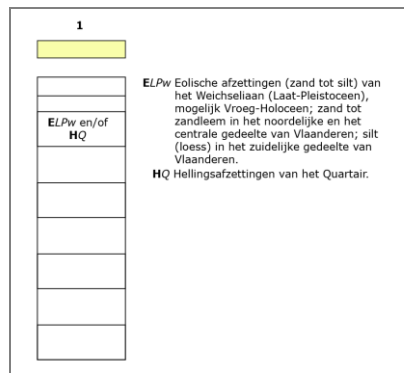 1
ELPw en/of
HQ
ELPw Eolische afzettingen (zand tot silt) van
het Weichseliaan (Laat-Pleistoceen),
mogelijk Vroeg-Holoceen; zand tot
zandleem in het noordelijke en het
centrale gedeelte van Vlaanderen; silt
(loess) in het zuidelijke gedeelte van
Vlaanderen.
HQ Hellingsafzettingen van het Quartair.